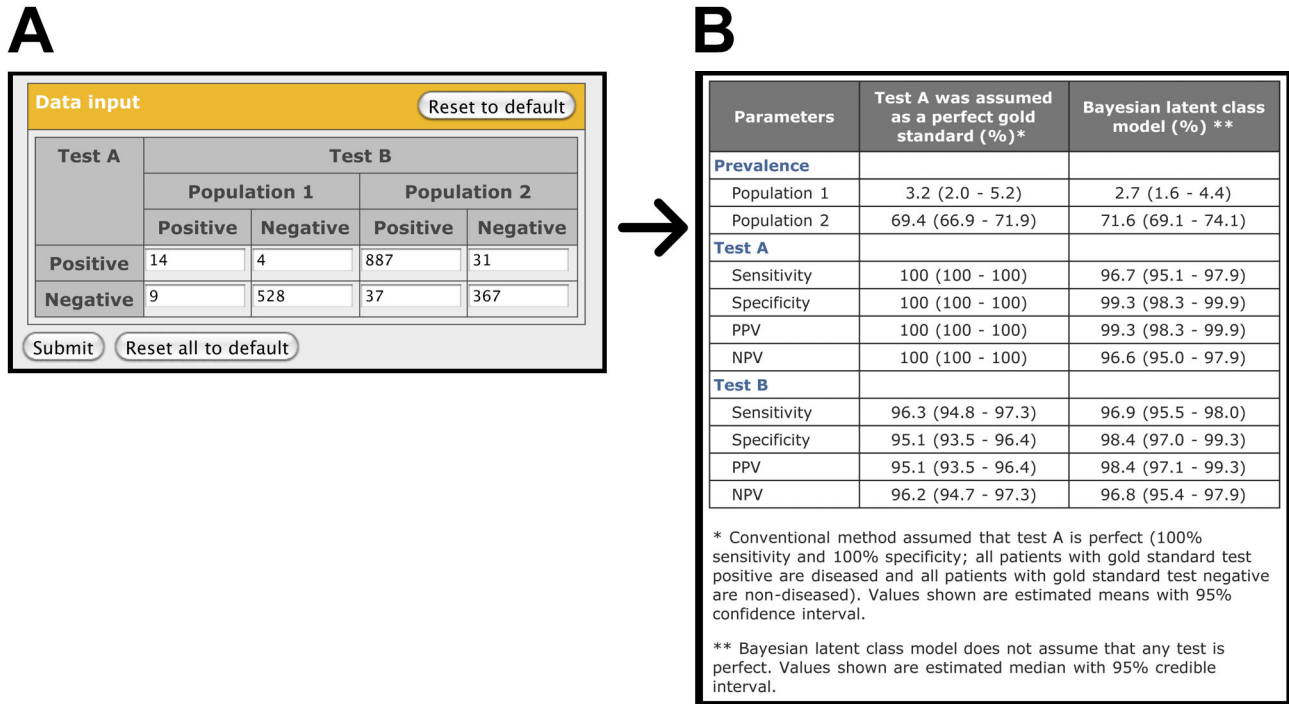 A
Data input
Reset to default
Test A
Test B
Population 1 Population 2
Positive Negative Positive Negative
Positive 14 4 887 31
Negative 9 528 37 367
Submit Reset all to default
B
Parameters
Test A was assumed
as a perfect gold
standard (%)*
Bayesian latent class
model (%) **
Prevalence
Population 1 3.2 (2.0 - 5.2) 2.7 (1.6 - 4.4)
Population 2 69.4 (66.9 - 71.9) 71.6 (69.1 - 74.1)
Test A
Sensitivity 100 (100 - 100) 96.7 (95.1 - 97.9)
Specificity 100 (100 - 100) 99.3 (98.3 - 99.9)
PPV 100 (100 - 100) 99.3 (98.3 - 99.9)
NPV 100 (100 - 100) 96.6 (95.0 - 97.9)
Test B
Sensitivity 96.3 (94.8 - 97.3) 96.9 (95.5 - 98.0)
Specificity 95.1 (93.5 - 96.4) 98.4 (97.0 - 99.3)
PPV 95.1 (93.5 - 96.4) 98.4 (97.1 - 99.3)
NPV 96.2 (94.7 - 97.3) 96.8 (95.4 - 97.9)
* Conventional method assumed that test A is perfect (100%
sensitivity and 100% specificity; all patients with gold standard test
positive are diseased and all patients with gold standard test negative
are non-diseased). Values shown are estimated means with 95%
confidence interval.
** Bayesian latent class model does not assume that any test is
perfect. Values shown are estimated median with 95% credible
interval.